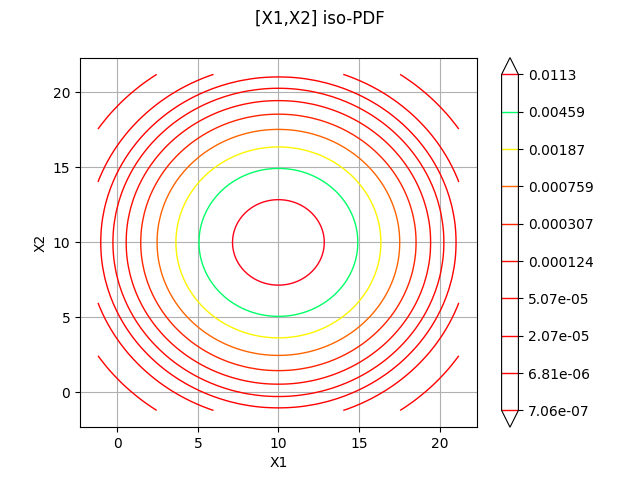 [X1,X2] iso-PDF
20
15
10
5
0
X2
0 5 10 15 20
X1
0.0113
0.00459
0.00187
0.000759
0.000307
0.000124
5.07e-05
2.07e-05
6.81e-06
7.06e-07